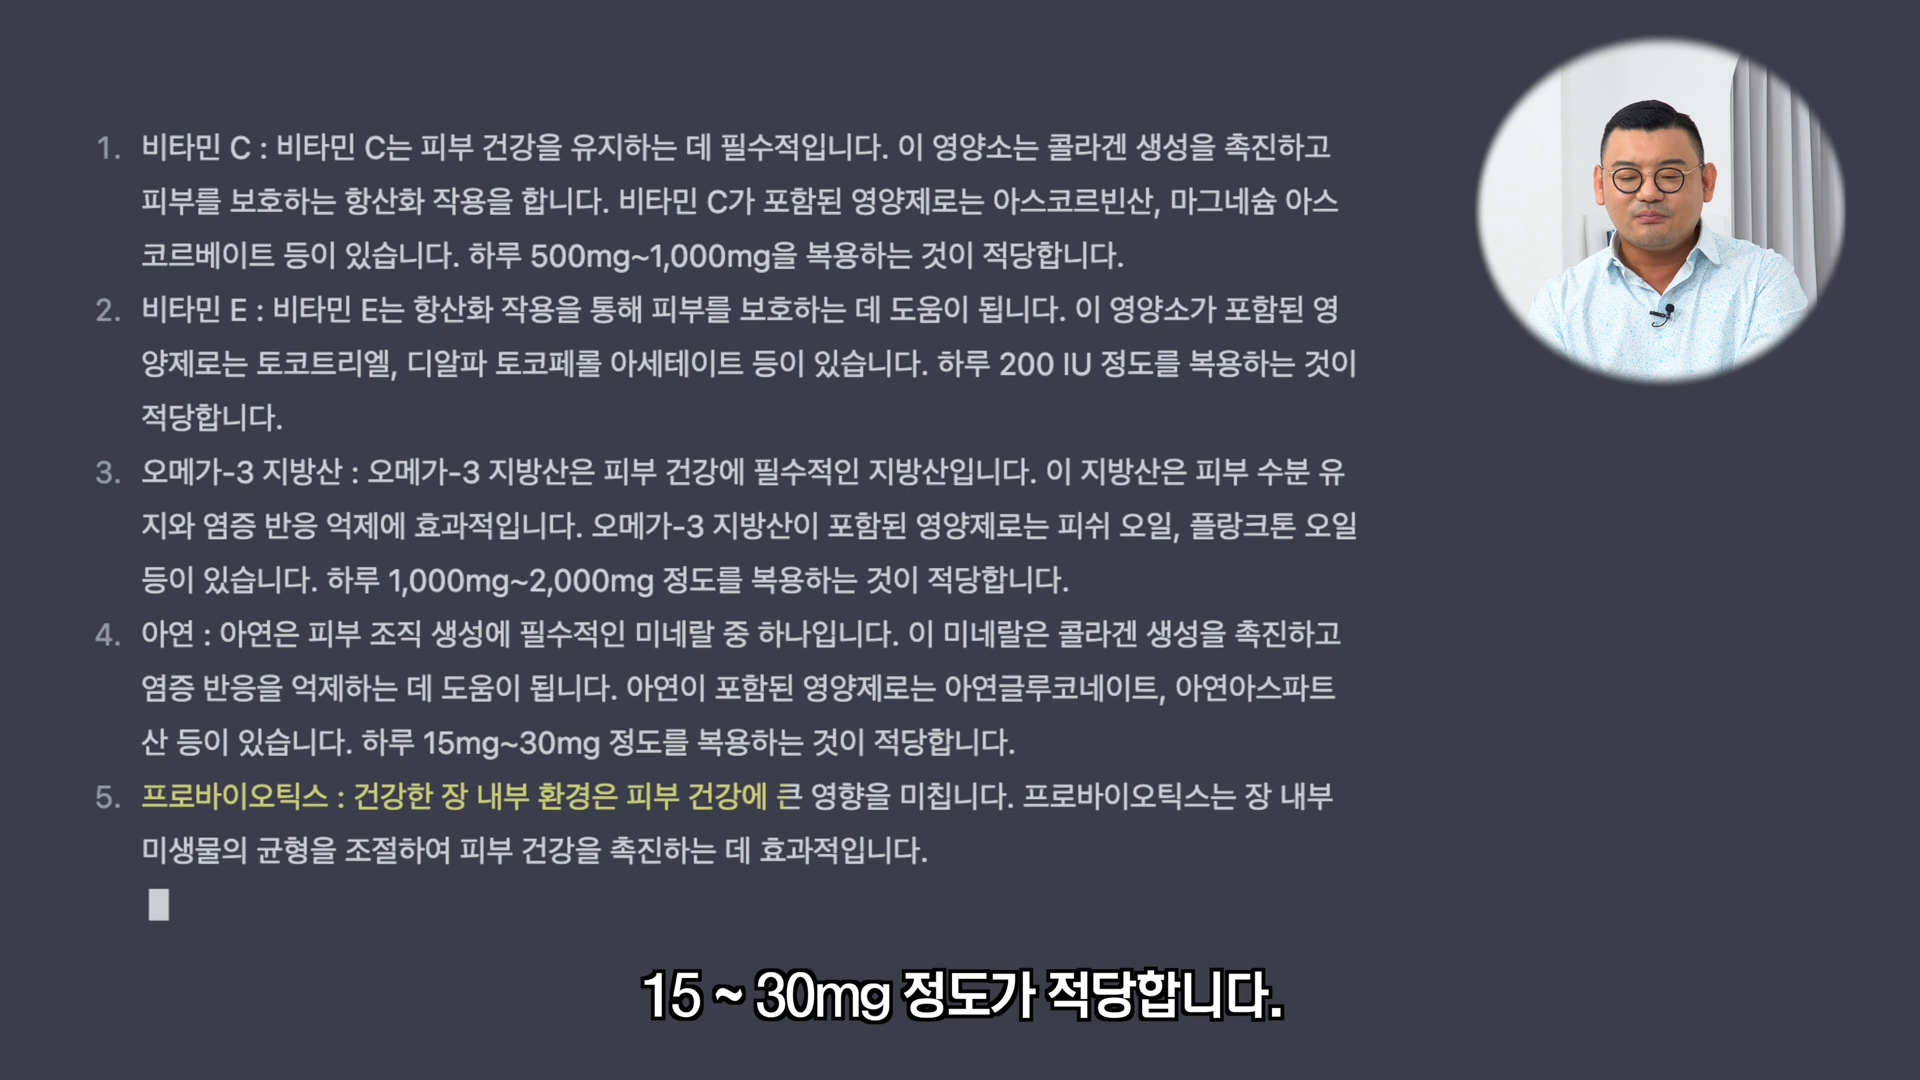 1. 비타민 C : 비타민 C는 피부 건강을 유지하는 데 필수적입니다. 이 영양소는 콜라겐 생성을 촉진하고
피부를 보호하는 항산화 작용을 합니다. 비타민 C가 포함된 영양제로는 아스코르빈산, 마그네슘 아스
코르베이트 등이 있습니다. 하루 500mg~1,000mg을 복용하는 것이 적당합니다.
2. 비타민 E : 비타민 E는 항산화 작용을 통해 피부를 보호하는 데 도움이 됩니다. 이 영양소가 포함된 영
양제로는 토코트리엘, 디알파 토코페롤 아세테이트 등이 있습니다. 하루 200 IU 정도를 복용하는 것이
적당합니다.
3. 오메가-3 지방산 : 오메가-3 지방산은 피부 건강에 필수적인 지방산입니다. 이 지방산은 피부 수분 유
지와 염증 반응 억제에 효과적입니다. 오메가-3 지방산이 포함된 영양제로는 피쉬 오일, 플랑크톤 오일
등이 있습니다. 하루 1,000mg~2,000mg 정도를 복용하는 것이 적당합니다.
4. 아연 : 아연은 피부 조직 생성에 필수적인 미네랄 중 하나입니다. 이 미네랄은 콜라겐 생성을 촉진하고
염증 반응을 억제하는 데 도움이 됩니다. 아연이 포함된 영양제로는 아연글루코네이트, 아연아스파트
산 등이 있습니다. 하루 15mg~30mg 정도를 복용하는 것이 적당합니다.
5. 프로바이오틱스 : 건강한 장 내부 환경은 피부 건강에 큰 영향을 미칩니다. 프로바이오틱스는 장 내부
미생물의 균형을 조절하여 피부 건강을 촉진하는 데 효과적입니다.
15 ~ 30mg 정도가 적당합니다.